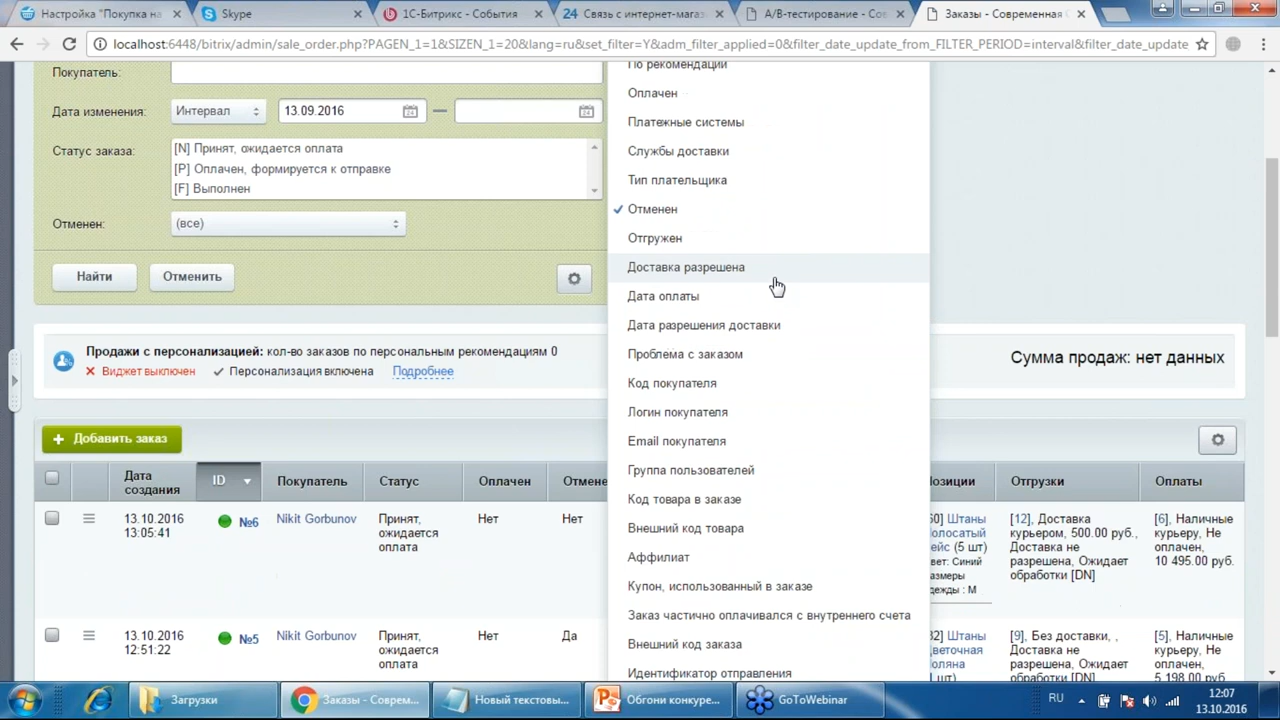 Настройка "Покупка на
Skype
1С-Битрикс - События
24 Связь с интернет-магаз
А/В-тестирование - Сов
Заказы - Современная
localhost:6448/bitrix/admin/sale_order.php?PAGEN_1=1&SIZEN_1=20&lang=ru&set_filter=Y&adm_filter_applied=0&filter_date_update_from_FILTER_PERIOD=interval&filter_date_update
Покупатель:
Дата изменения:
Интервал
13.09.2016
Статус заказа:
[N] Принят, ожидается оплата
[P] Оплачен, формируется к отправке
[F] Выполнен
Отменен:
(все)
Найти
Отменить
По рекомендации
Оплачен
Платежные системы
Службы доставки
Тип плательщика
Отменен
Отгружен
Доставка разрешена
Дата оплаты
Дата разрешения доставки
Проблема с заказом
Код покупателя
Логин покупателя
Email покупателя
Группа пользователей
Код товара в заказе
Внешний код товара
Аффилиат
Купон, использованный в заказе
Заказ частично оплачивался с внутреннего счета
Внешний код заказа
Идентификатор отправления
Продажи с персонализацией: кол-во заказов по персональным рекомендациям 0
Виджет выключен
Персонализация включена
Подробнее
Сумма продаж: нет данных
+ Добавить заказ
Дата
создания
ID
Покупатель
Статус
Оплачен
Отмене
озиции
Отгрузки
Оплаты
13.10.2016
13:05:41
№6
Nikit Gorbunov
Принят,
ожидается
оплата
Нет
Нет
60] Штаны
олосатый
ейс (5 шт)
вет: Синий
азмеры
дежды : М
[12], Доставка
курьером, 500.00 руб.,
Доставка не
разрешена, Ожидает
обработки [DN]
[6], Наличные
курьеру, Не
оплачен,
10 495.00 руб.
13.10.2016
12:51:22
№5
Nikit Gorbunov
Принят,
ожидается
оплата
Нет
Да
32] Штаны
веточная
оляна
шт)
[9], Без доставки, ,
Доставка не
разрешена, Ожидает
[5], Наличные
курьеру, Не
оплачен,
5 198.00 руб.
Загрузки
Заказы - Соврем...
Новый текстовы...
Обгони конкуре...
GoToWebinar
RU
12:07
13.10.2016